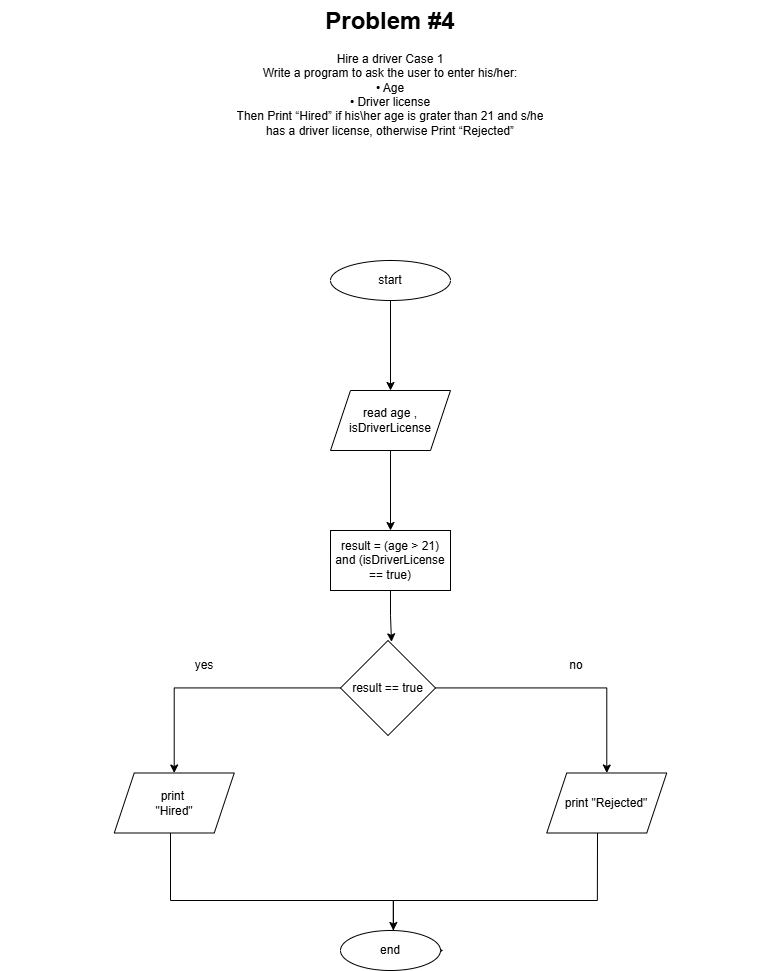 Problem #4
Hire a driver Case 1
Write a program to ask the user to enter his/her:
• Age
• Driver license
Then Print “Hired” if his\her age is grater than 21 and s/he
has a driver license, otherwise Print “Rejected”
start
read age ,
isDriverLicense
result = (age > 21)
and (isDriverLicense
== true)
yes
no
result == true
print
"Hired"
print "Rejected"
end